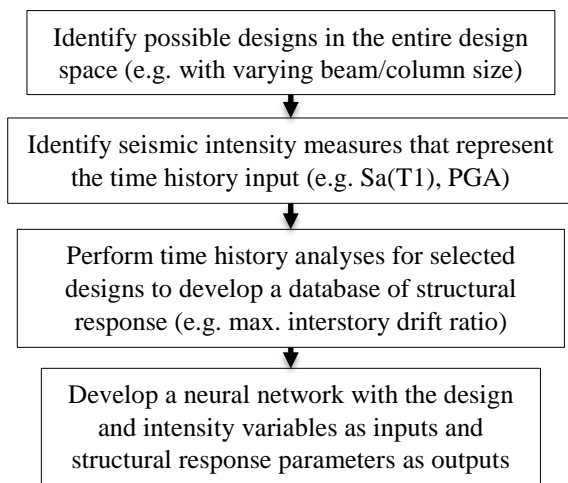 Identify possible designs in the entire design
space (e.g. with varying beam/column size)
Identify seismic intensity measures that represent
the time history input (e.g. Sa(T1), PGA)
Perform time history analyses for selected
designs to develop a database of structural
response (e.g. max. interstory drift ratio)
Develop a neural network with the design
and intensity variables as inputs and
structural response parameters as outputs